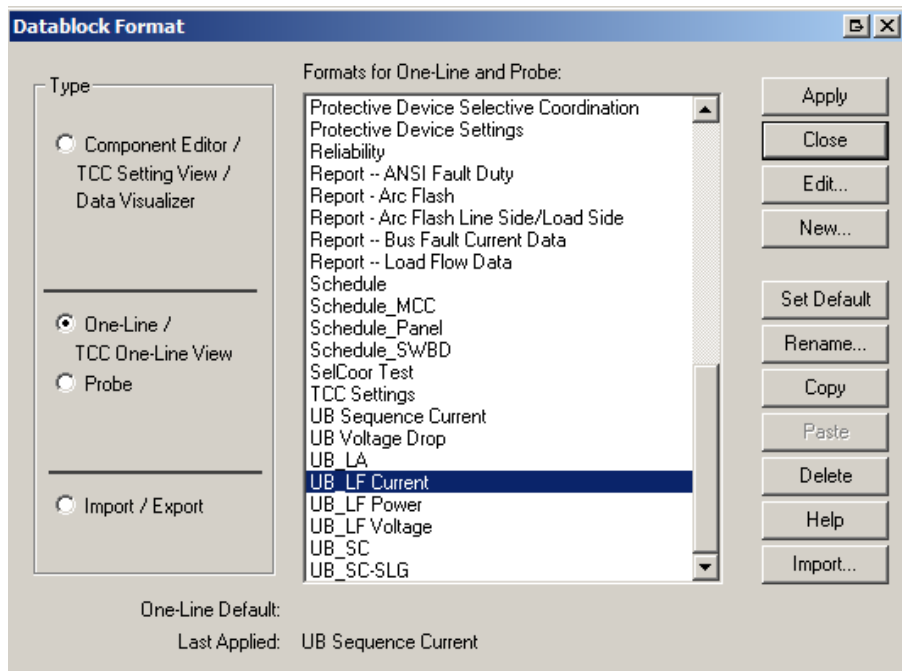 Datablock Format
Type
Component Editor /
TCC Setting View /
Data Visualizer
One-Line /
TCC One-Line View
Probe
Import / Export
Formats for One-Line and Probe:
Protective Device Selective Coordination
Protective Device Settings
Reliability
Report -- ANSI Fault Duty
Report - Arc Flash
Report - Arc Flash Line Side/Load Side
Report -- Bus Fault Current Data
Report -- Load Flow Data
Schedule
Schedule_MCC
Schedule_Panel
Schedule_SWBD
SelCoor Test
TCC Settings
UB Sequence Current
UB Voltage Drop
UB_LA
UB_LF Current
UB_LF Power
UB_LF Voltage
UB_SC
UB_SC-SLG
Apply
Close
Edit...
New...
Set Default
Rename...
Copy
Paste
Delete
Help
Import...
One-Line Default:
Last Applied: UB Sequence Current